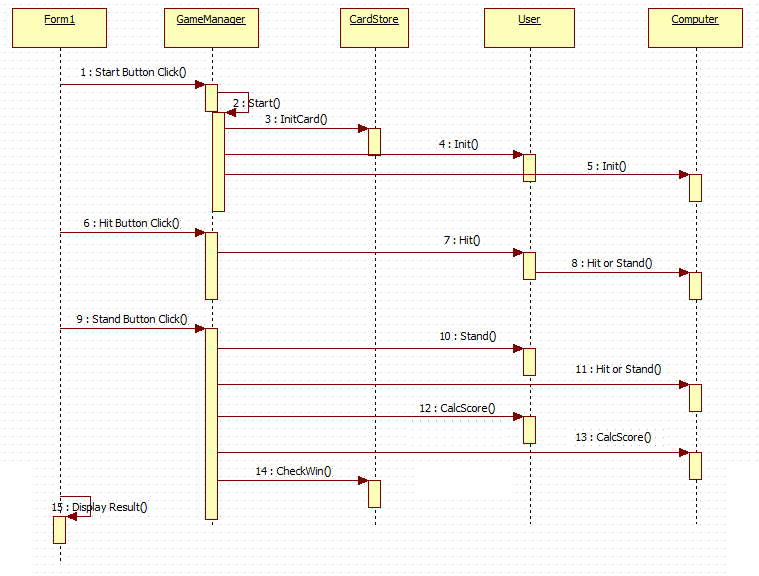 Form1
GameManager
CardStore
User
Computer
1 : Start Button Click()
2 : Start()
3 : InitCard()
4 : Init()
5 : Init()
6 : Hit Button Click()
7 : Hit()
8 : Hit or Stand()
9 : Stand Button Click()
10 : Stand()
11 : Hit or Stand()
12 : CalcScore()
13 : CalcScore()
14 : CheckWin()
15 : Display Result()